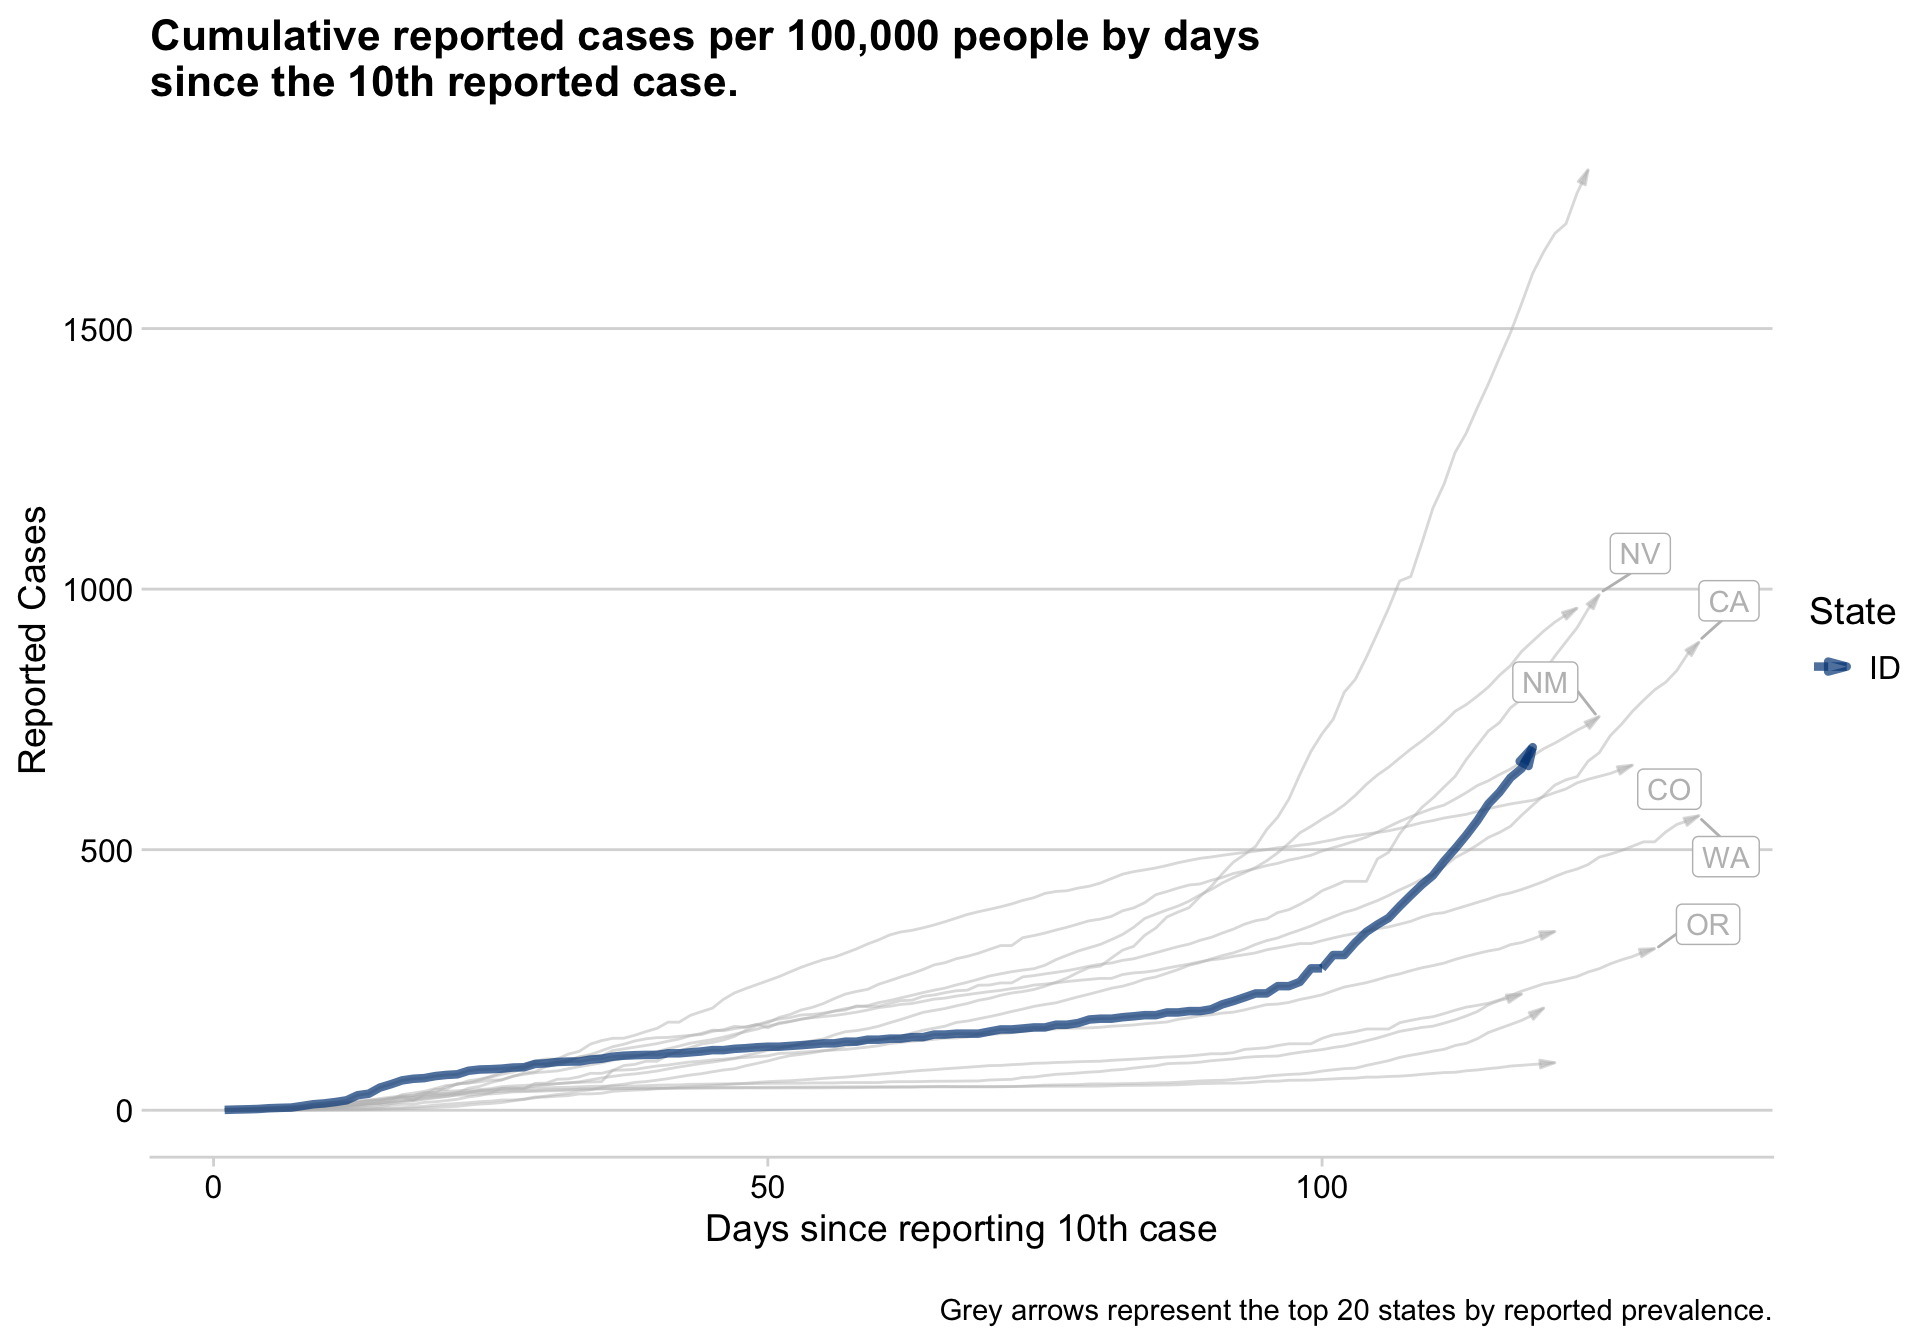 Cumulative reported cases per 100,000 people by days
since the 10th reported case.
Reported Cases
1500
1000
500
0
NV
CA
NM
CO
WA
OR
State
ID
0 50 100
Days since reporting 10th case
Grey arrows represent the top 20 states by reported prevalence.